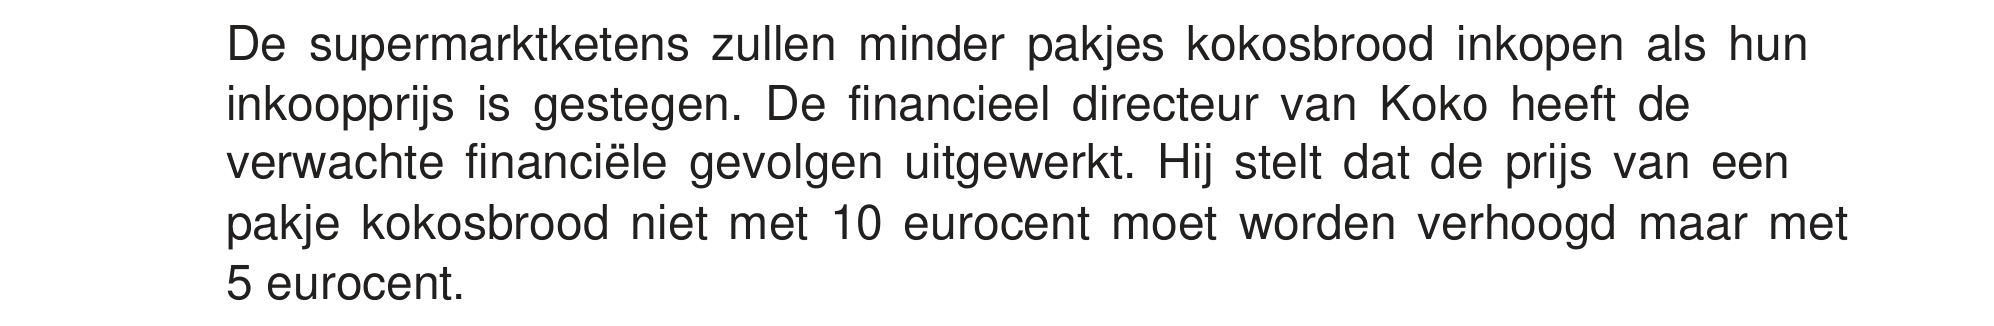 De supermarktketens zullen minder pakjes kokosbrood inkopen als hun
inkoopprijs is gestegen. De financieel directeur van Koko heeft de
verwachte financiële gevolgen uitgewerkt. Hij stelt dat de prijs van een
pakje kokosbrood niet met 10 eurocent moet worden verhoogd maar met
5 eurocent.